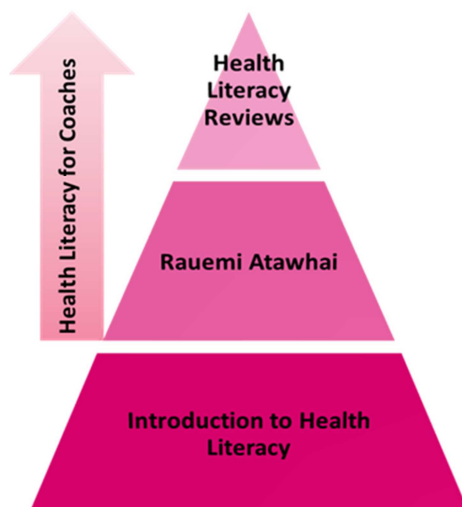 Health Literacy for Coaches
Health
Literacy
Reviews
Rauemi Atawhai
Introduction to Health
Literacy